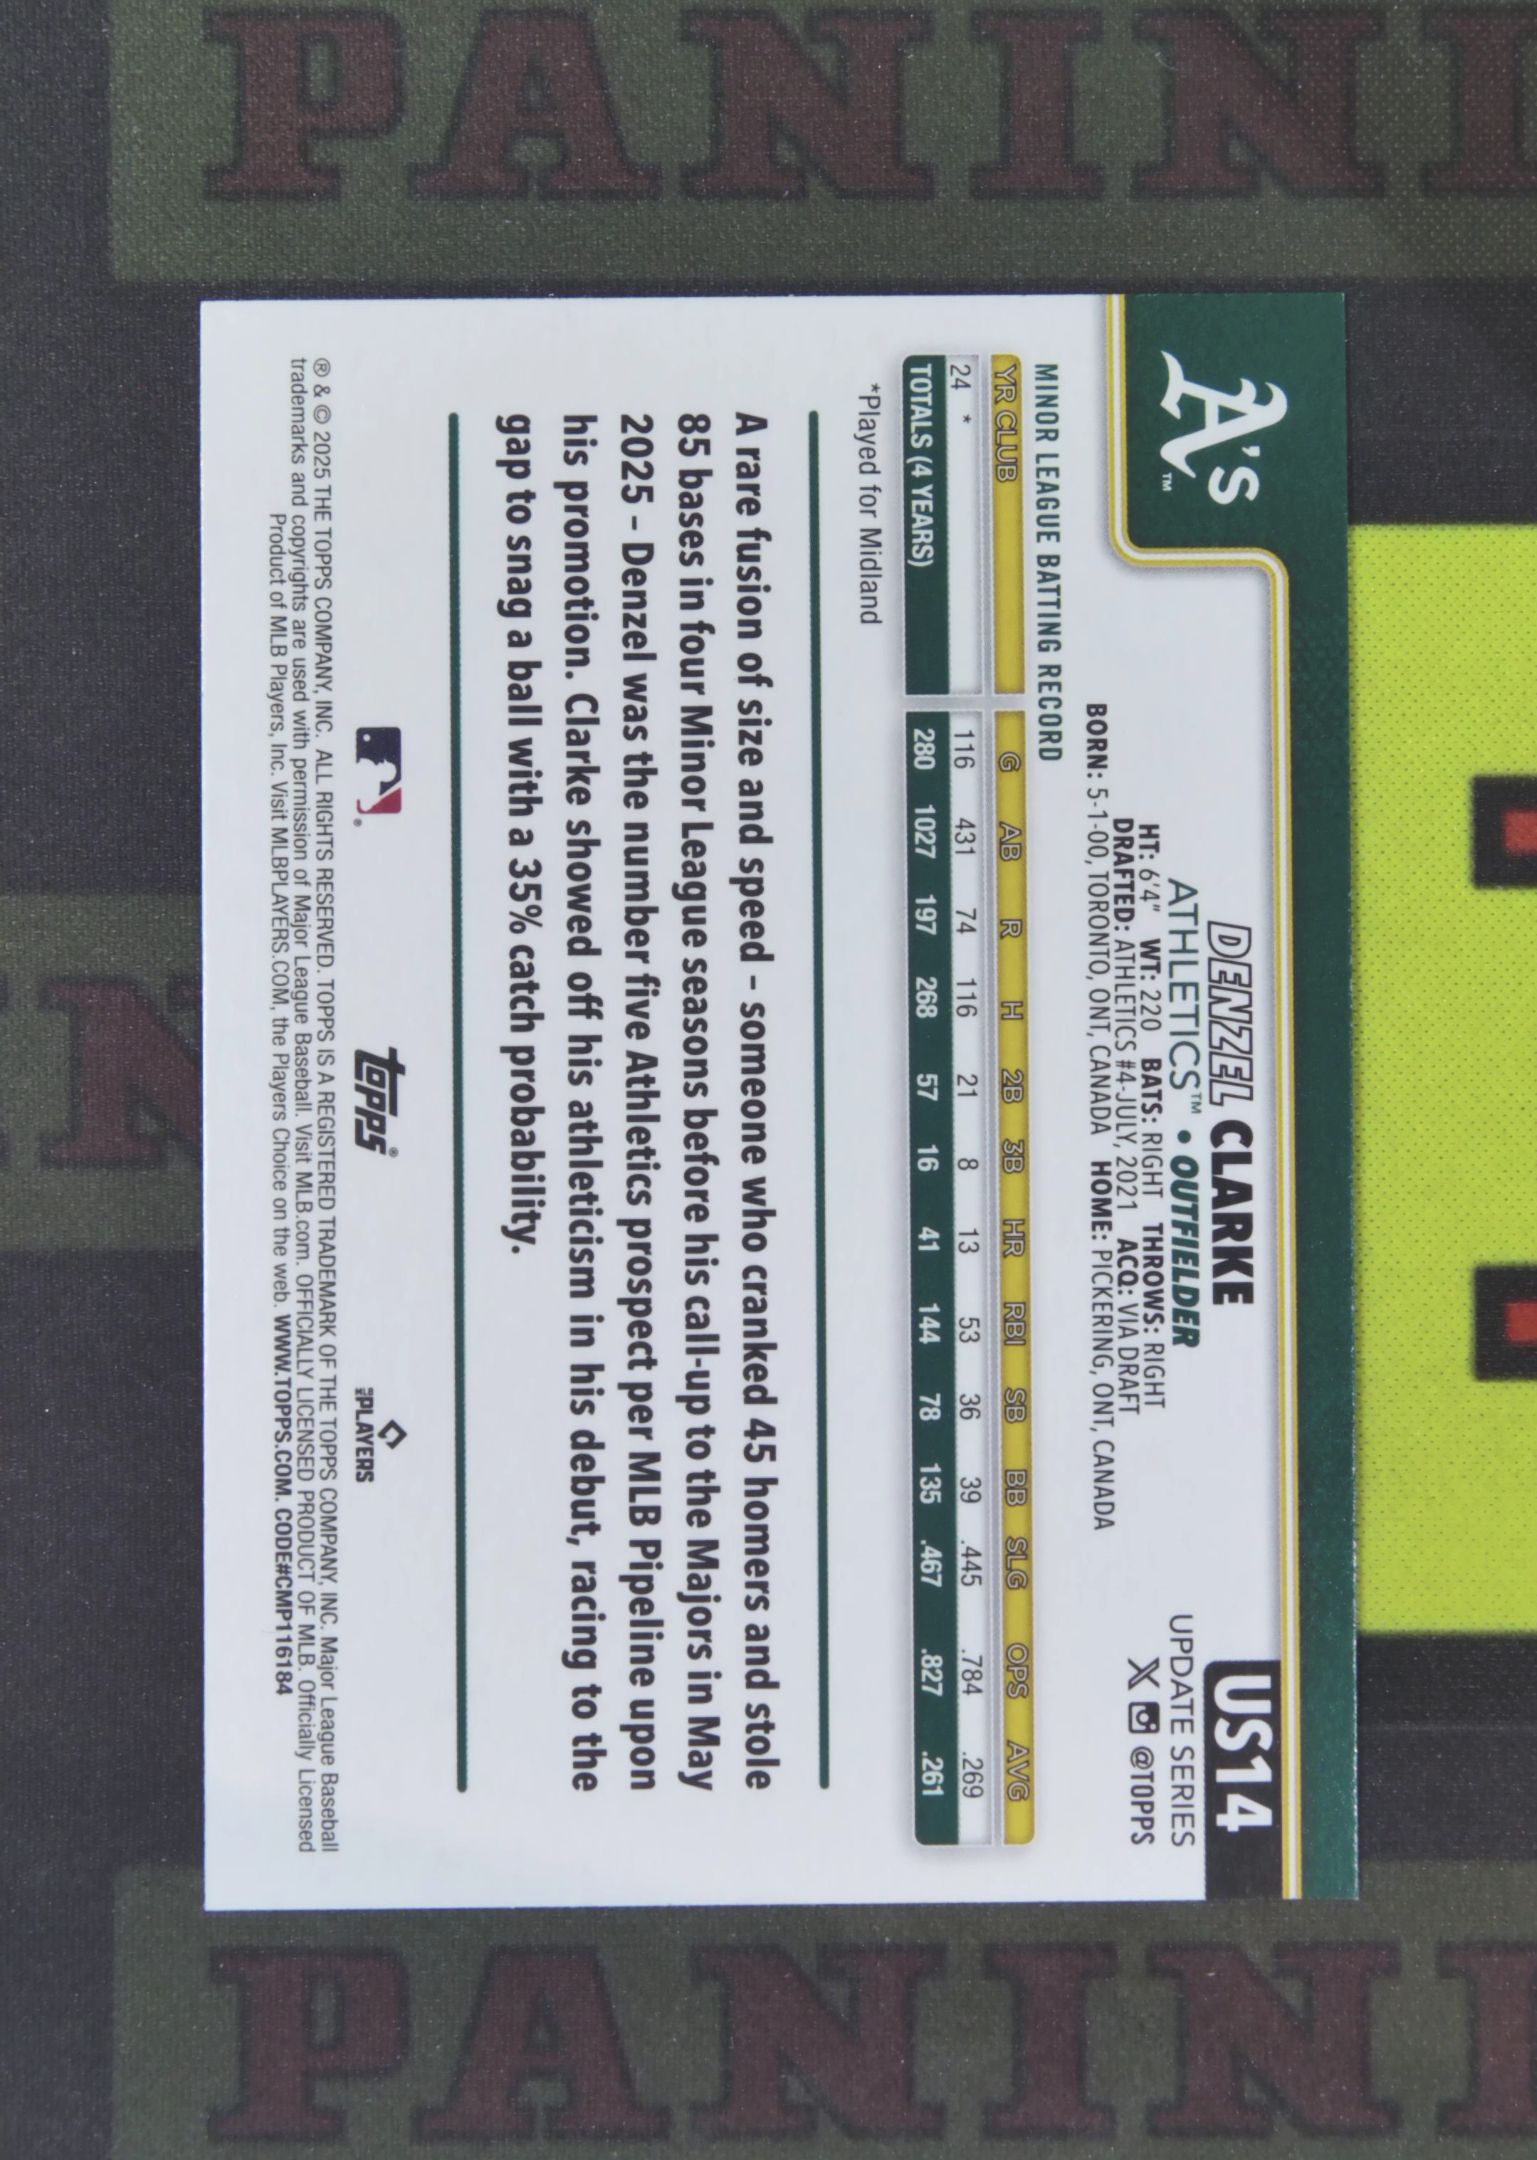 PANINI
A's™
DENZEL CLARKE
US14
ATHLETICS™ • OUTFIELDER
UPDATE SERIES
HT: 6'4" WT: 220 BATS: RIGHT THROWS: RIGHT
@TOPPS
DRAFTED: ATHLETICS #4-JULY, 2021 ACQ: VIA DRAFT
BORN: 5-1-00, TORONTO, ONT, CANADA HOME: PICKERING, ONT, CANADA
MINOR LEAGUE BATTING RECORD
YR CLUB G AB R H 2B 3B HR RBI SB BB SLG OPS AVG
24 * 116 431 74 116 21 8 13 53 36 39 .445 .784 .269
TOTALS (4 YEARS) 280 1027 197 268 57 16 41 144 78 135 .467 .827 .261
*Played for Midland
A rare fusion of size and speed – someone who cranked 45 homers and stole
85 bases in four Minor League seasons before his call-up to the Majors in May
2025 – Denzel was the number five Athletics prospect per MLB Pipeline upon
his promotion. Clarke showed off his athleticism in his debut, racing to the
gap to snag a ball with a 35% catch probability.
® topps® MLB PLAYERS
® & © 2025 THE TOPPS COMPANY, INC. ALL RIGHTS RESERVED. TOPPS IS A REGISTERED TRADEMARK OF THE TOPPS COMPANY, INC. Major League Baseball
trademarks and copyrights are used with permission of Major League Baseball. Visit MLB.com. OFFICIALLY LICENSED PRODUCT OF MLB. Officially Licensed
Product of MLB Players, Inc. Visit MLBPLAYERS.COM, the Players Choice on the web. WWW.TOPPS.COM. CODE#CMP116184
PANINI